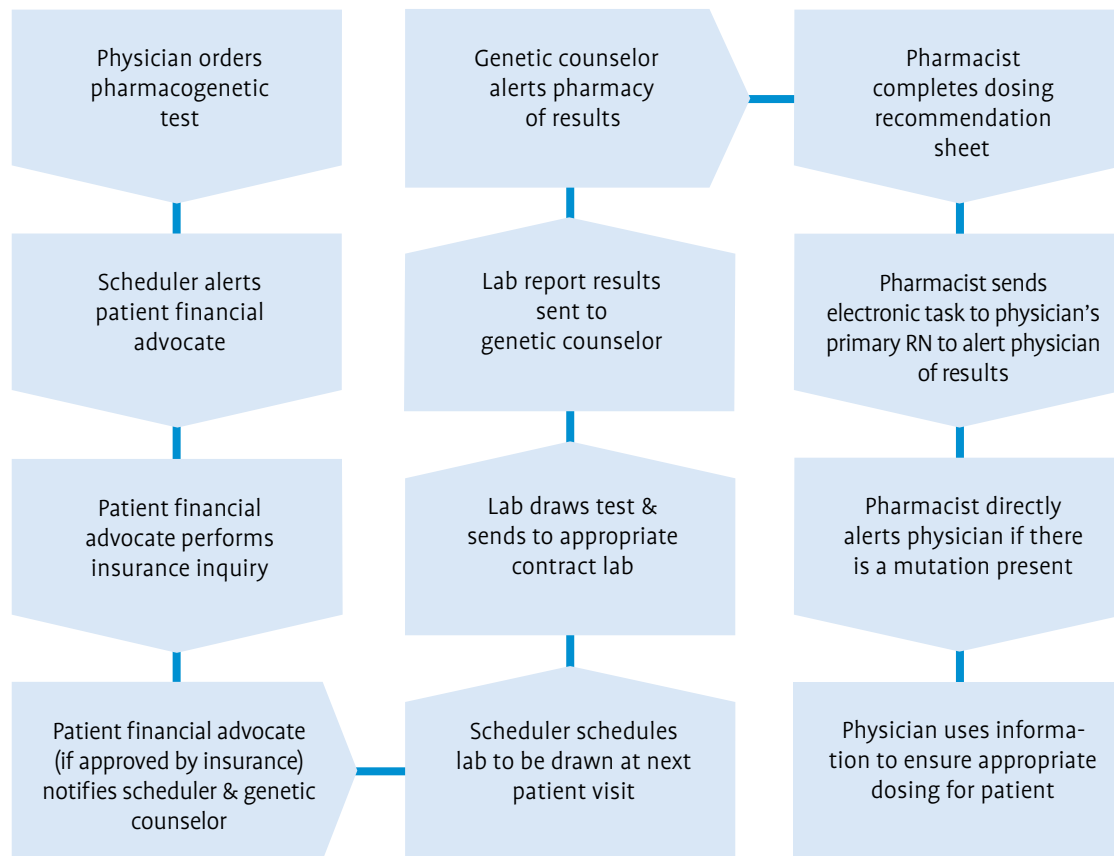 Physician orders
pharmacogenetic
test
Scheduler alerts
patient financial
advocate
Patient financial
advocate performs
insurance inquiry
Patient financial advocate
(if approved by insurance)
notifies scheduler & genetic
counselor
Scheduler schedules
lab to be drawn at next
patient visit
Lab draws test &
sends to appropriate
contract lab
Lab report results
sent to
genetic counselor
Genetic counselor
alerts pharmacy
of results
Pharmacist
completes dosing
recommendation
sheet
Pharmacist sends
electronic task to physician’s
primary RN to alert physician
of results
Pharmacist directly
alerts physician if there
is a mutation present
Physician uses informa-
tion to ensure appropriate
dosing for patient